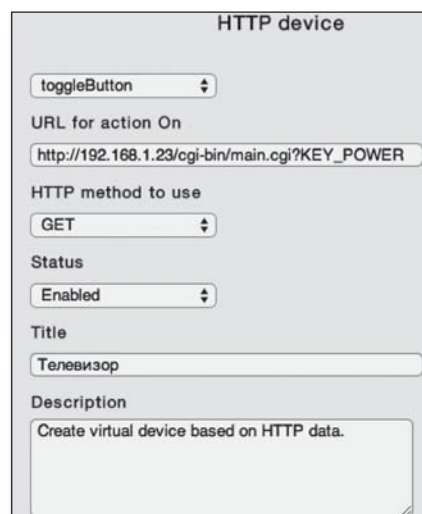 HTTP device
toggleButton
URL for action On
http://192.168.1.23/cgi-bin/main.cgi?KEY_POWER
HTTP method to use
GET
Status
Enabled
Title
Телевизор
Description
Create virtual device based on HTTP data.